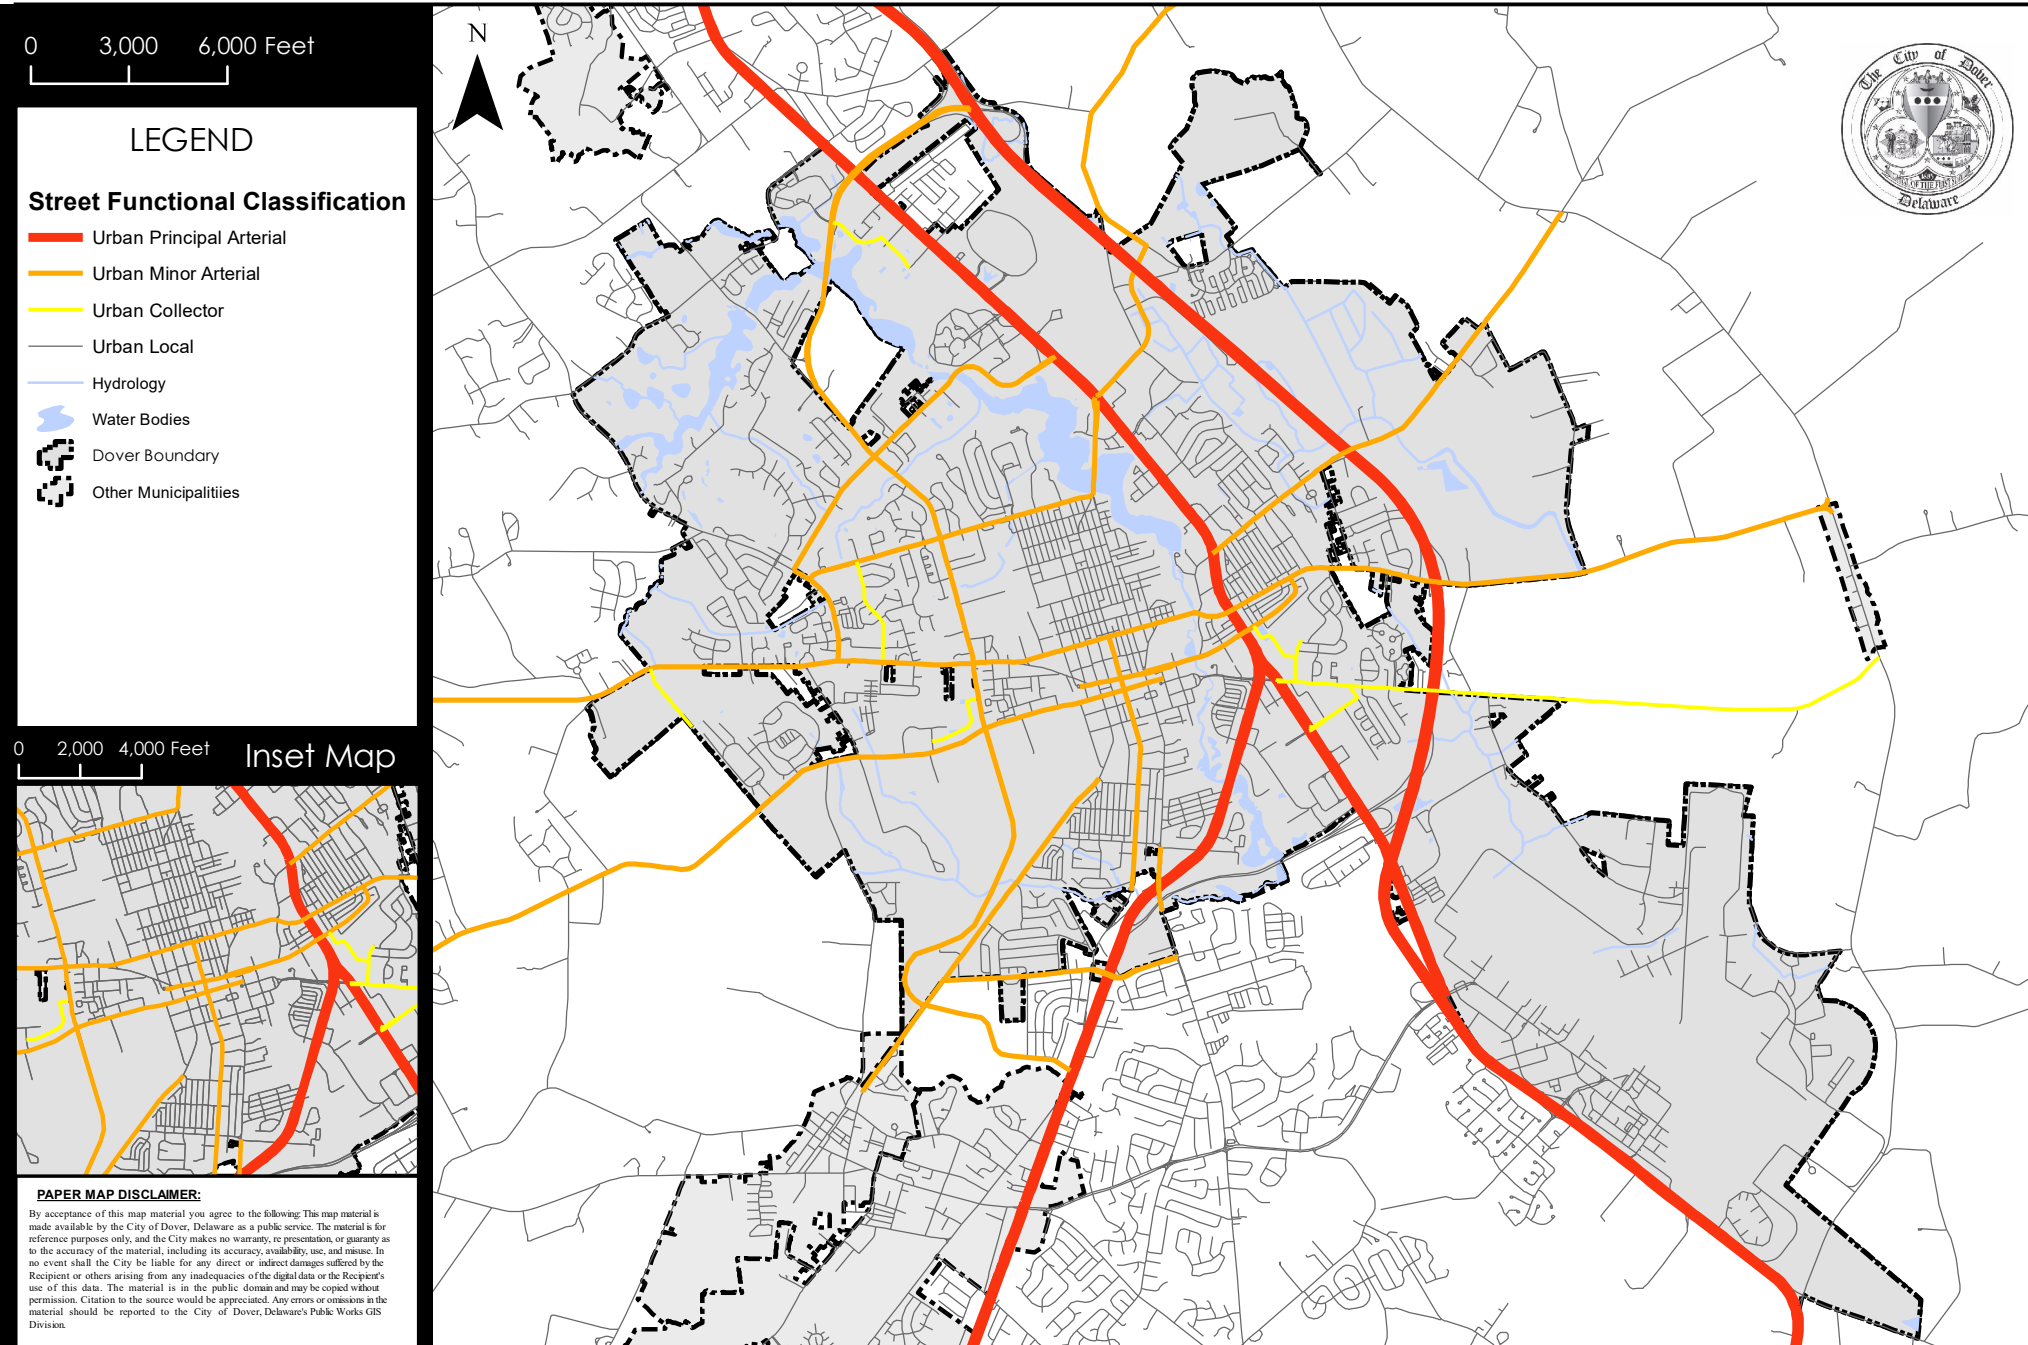 0 3,000 6,000 Feet
LEGEND
Street Functional Classification
Urban Principal Arterial
Urban Minor Arterial
Urban Collector
Urban Local
Hydrology
Water Bodies
Dover Boundary
Other Municipalitiies
0 2,000 4,000 Feet Inset Map
PAPER MAP DISCLAIMER:
By acceptance of this map material you agree to the following: This map material is
made available by the City of Dover, Delaware as a public service. The material is for
reference purposes only, and the City makes no warranty, re presentation, or guaranty as
to the accuracy of the material, including its accuracy, availability, use, and misuse. In
no event shall the City be liable for any direct or indirect damages suffered by the
Recipient or others arising from any inadequacies of the digital data or the Recipient's
use of this data. The material is in the public domain and may be copied without
permission. Citation to the source would be appreciated. Any errors or omissions in the
material should be reported to the City of Dover, Delaware's Public Works GIS
Division.
N
The City of Dover
Delaware